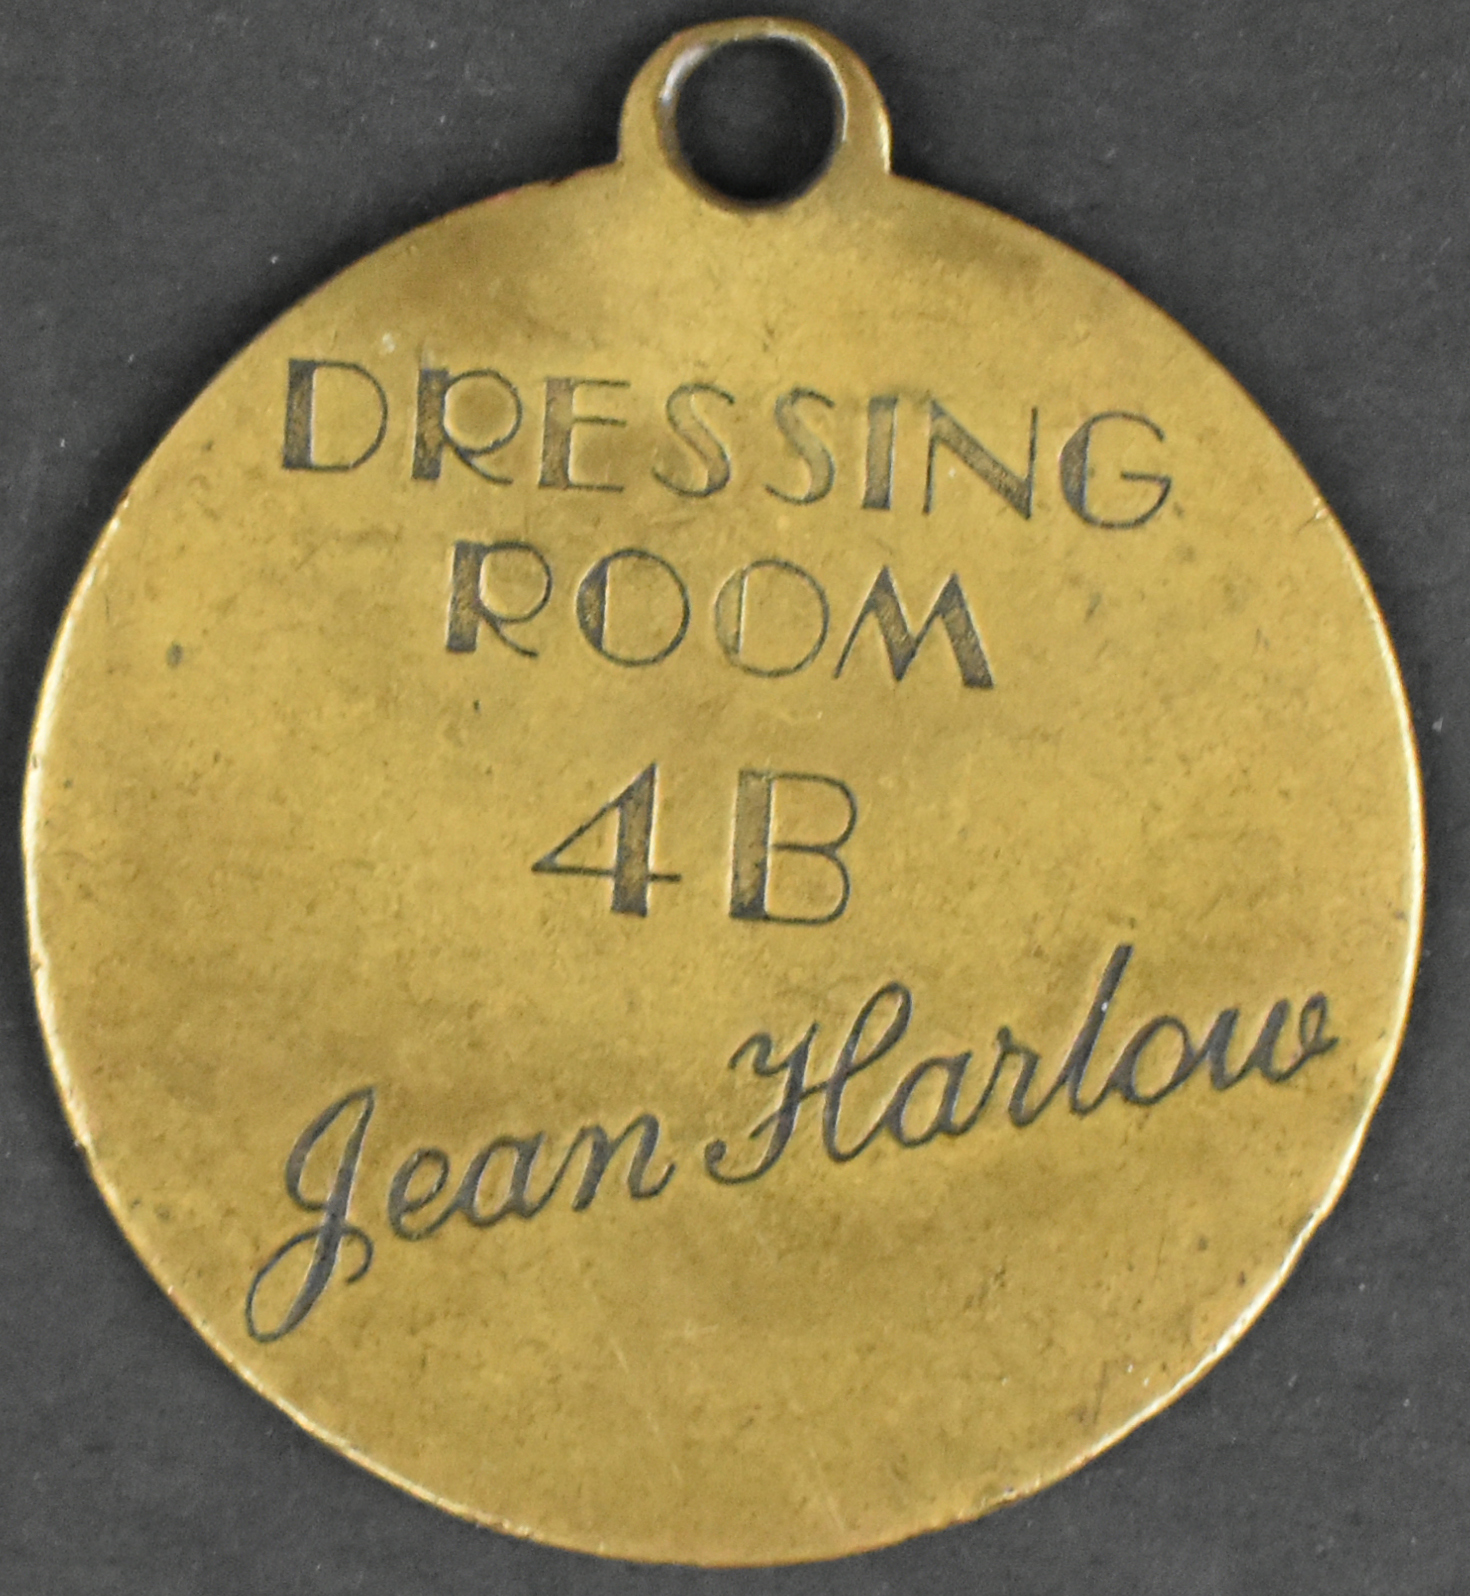 DRESSING
ROOM
4B
Jean Harlow